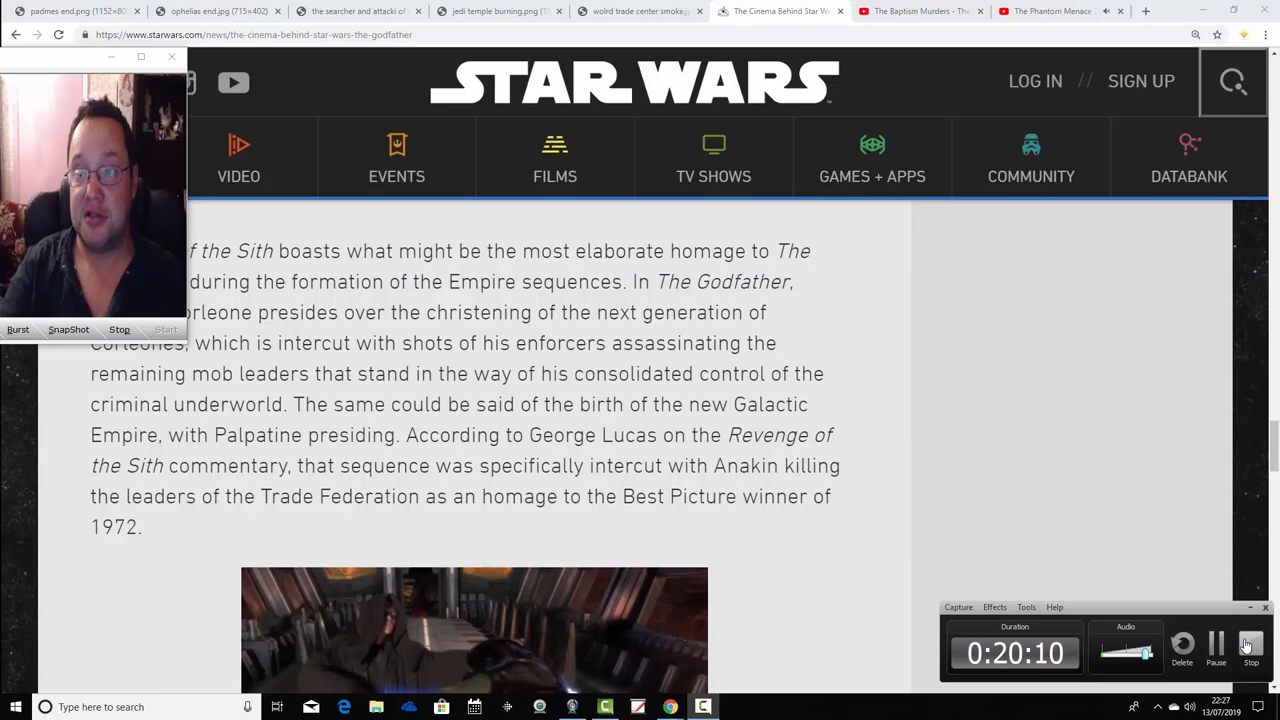 padmes end.png (1152×80
ophelias end.jpg (715×402)
the searcher and attacki of
jedi temple burning.png (1
wolrd trade center smoke.j
The Cinema Behind Star W
The Baptism Murders - The
The Phantom Menace
https://www.starwars.com/news/the-cinema-behind-star-wars-the-godfather
STAR WARS
LOG IN // SIGN UP
VIDEO
EVENTS
FILMS
TV SHOWS
GAMES + APPS
COMMUNITY
DATABANK
of the Sith boasts what might be the most elaborate homage to The
during the formation of the Empire sequences. In The Godfather,
orleone presides over the christening of the next generation of
Corleones, which is intercut with shots of his enforcers assassinating the
remaining mob leaders that stand in the way of his consolidated control of the
criminal underworld. The same could be said of the birth of the new Galactic
Empire, with Palpatine presiding. According to George Lucas on the Revenge of
the Sith commentary, that sequence was specifically intercut with Anakin killing
the leaders of the Trade Federation as an homage to the Best Picture winner of
1972.
Burst SnapShot Stop Start
Capture Effects Tools Help
Duration
Audio
0:20:10
Delete Pause Stop
Type here to search
22:27
13/07/2019